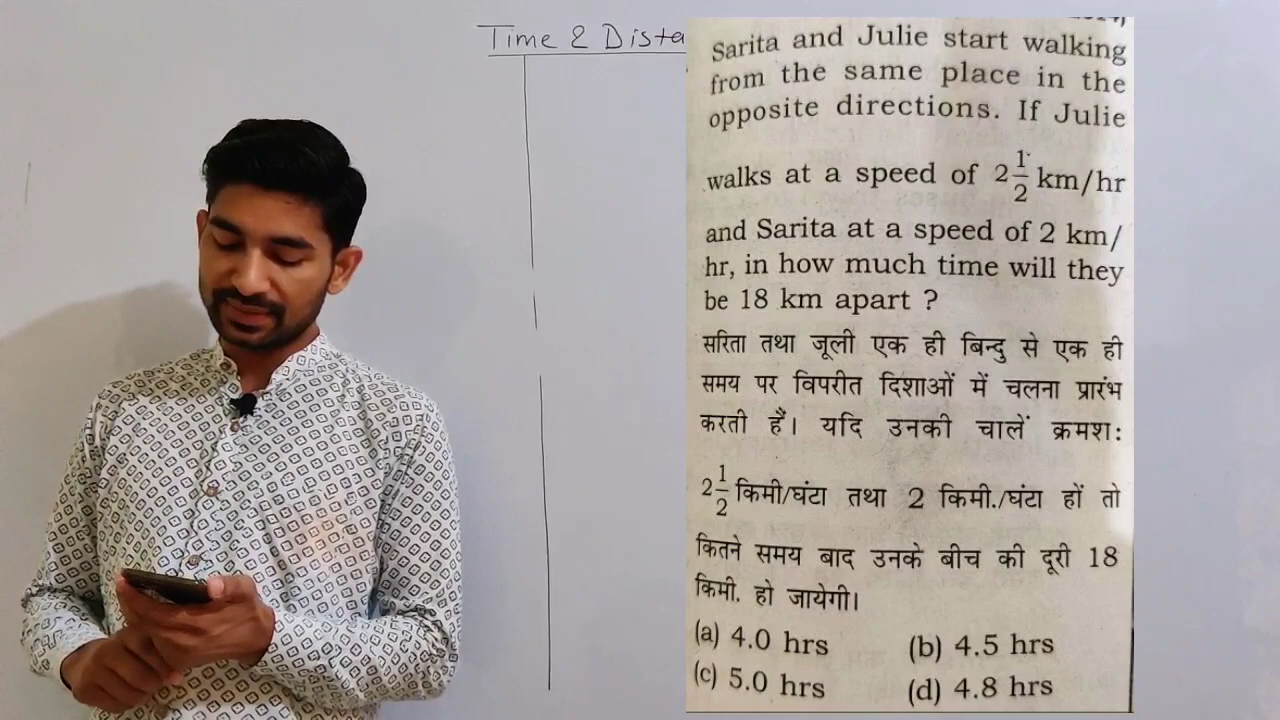 Time & Dista
Sarita and Julie start walking
from the same place in the
opposite directions. If Julie
walks at a speed of 2 1/2 km/hr
and Sarita at a speed of 2 km/
hr, in how much time will they
be 18 km apart ?
सरिता तथा जूली एक ही बिन्दु से एक ही
समय पर विपरीत दिशाओं में चलना प्रारंभ
करती हैं। यदि उनकी चालें क्रमश:
2 1/2 किमी/घंटा तथा 2 किमी./घंटा हों तो
कितने समय बाद उनके बीच की दूरी 18
किमी. हो जायेगी।
(a) 4.0 hrs (b) 4.5 hrs
(c) 5.0 hrs (d) 4.8 hrs